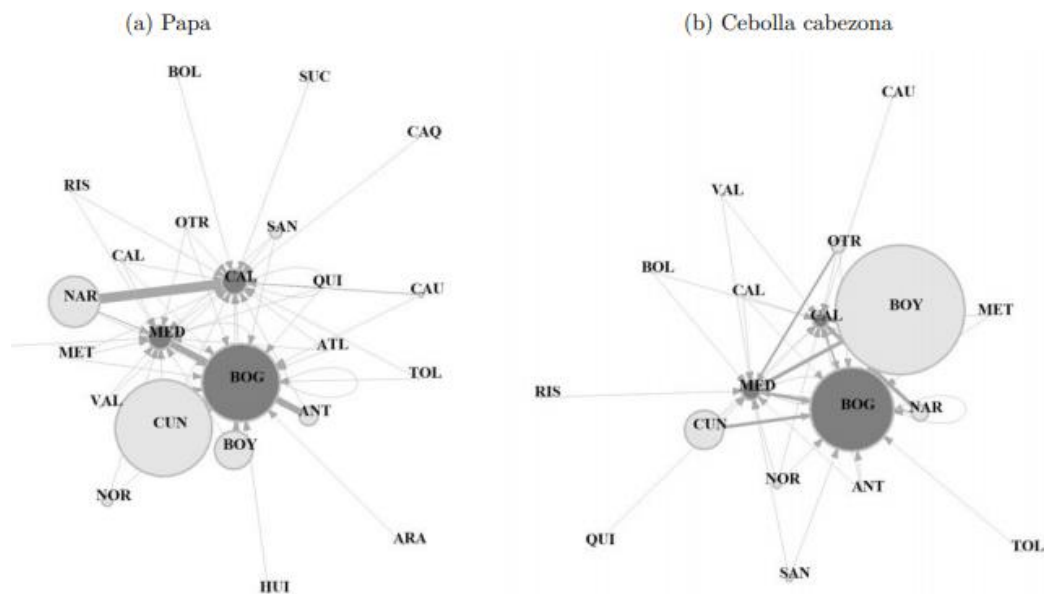 (a) Papa
(b) Cebolla cabezona
BOL
SUC
CAQ
RIS
OTR
SAN
CAL
CAL
QUI
NAR
CAU
MED
MET
ATL
BOG
TOL
VAL
CUN
ANT
BOY
NOR
ARA
HUI
CAU
VAL
OTR
BOL
CAL
BOY
CAL
MET
MED
RIS
BOG
NAR
CUN
NOR
ANT
QUI
TOL
SAN